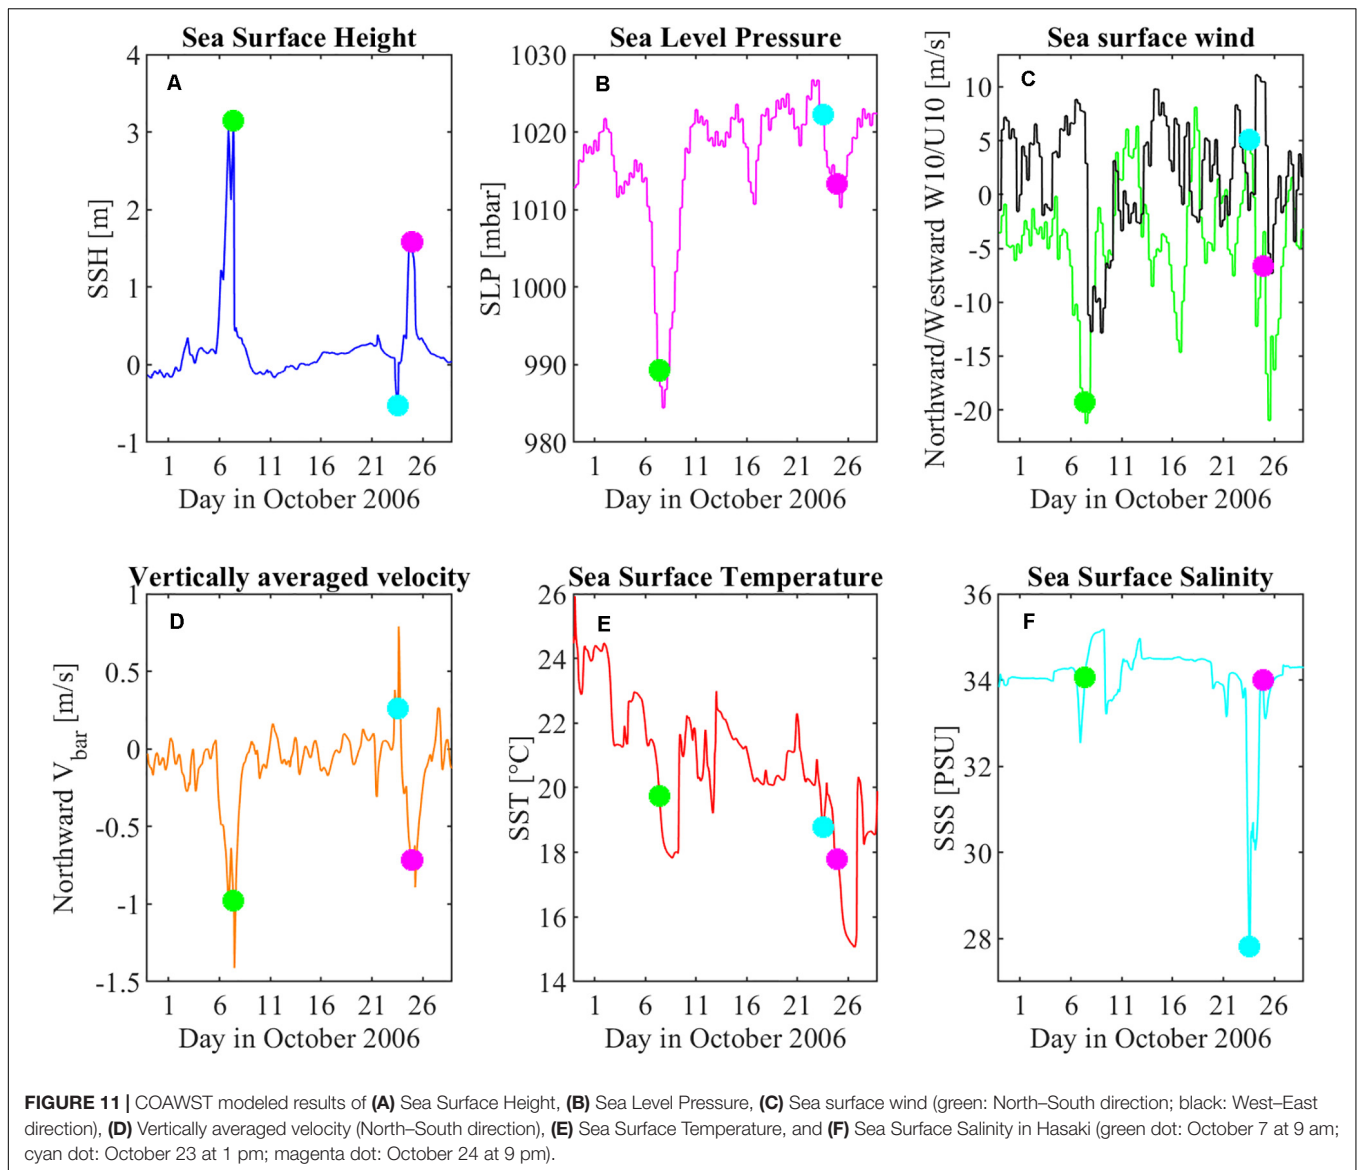 Sea Surface Height
A
4
3
2
1
0
-1
SSH [m]
1 6 11 16 21 26
Day in October 2006
Sea Level Pressure
B
1030
1020
1010
1000
990
980
SLP [mbar]
1 6 11 16 21 26
Day in October 2006
Sea surface wind
C
10
5
0
-5
-10
-15
-20
Northward/Westward W10/U10 [m/s]
1 6 11 16 21 26
Day in October 2006
Vertically averaged velocity
D
1
0.5
0
-0.5
-1
-1.5
Northward Vbar [m/s]
1 6 11 16 21 26
Day in October 2006
Sea Surface Temperature
E
26
24
22
20
18
16
14
SST [°C]
1 6 11 16 21 26
Day in October 2006
Sea Surface Salinity
F
36
34
32
30
28
SSS [PSU]
1 6 11 16 21 26
Day in October 2006
FIGURE 11 | COAWST modeled results of (A) Sea Surface Height, (B) Sea Level Pressure, (C) Sea surface wind (green: North–South direction; black: West–East
direction), (D) Vertically averaged velocity (North–South direction), (E) Sea Surface Temperature, and (F) Sea Surface Salinity in Hasaki (green dot: October 7 at 9 am;
cyan dot: October 23 at 1 pm; magenta dot: October 24 at 9 pm).